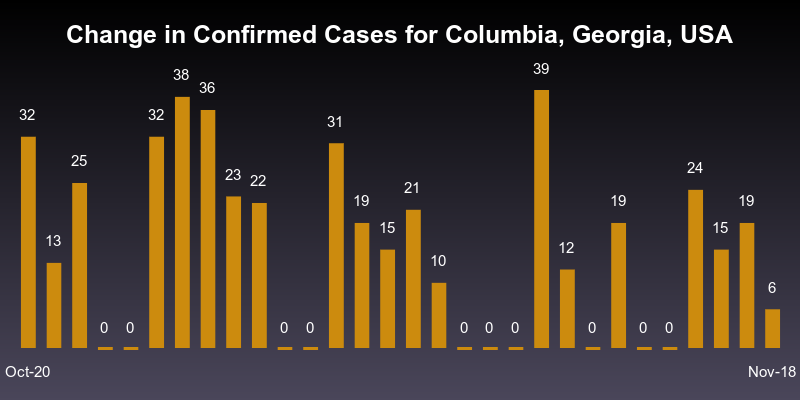 Change in Confirmed Cases for Columbia, Georgia, USA
32 13 25 0 0 32 38 36 23 22 0 0 31 19 15 21 10 0 0 0 39 12 0 19 0 0 24 15 19 6
Oct-20 Nov-18